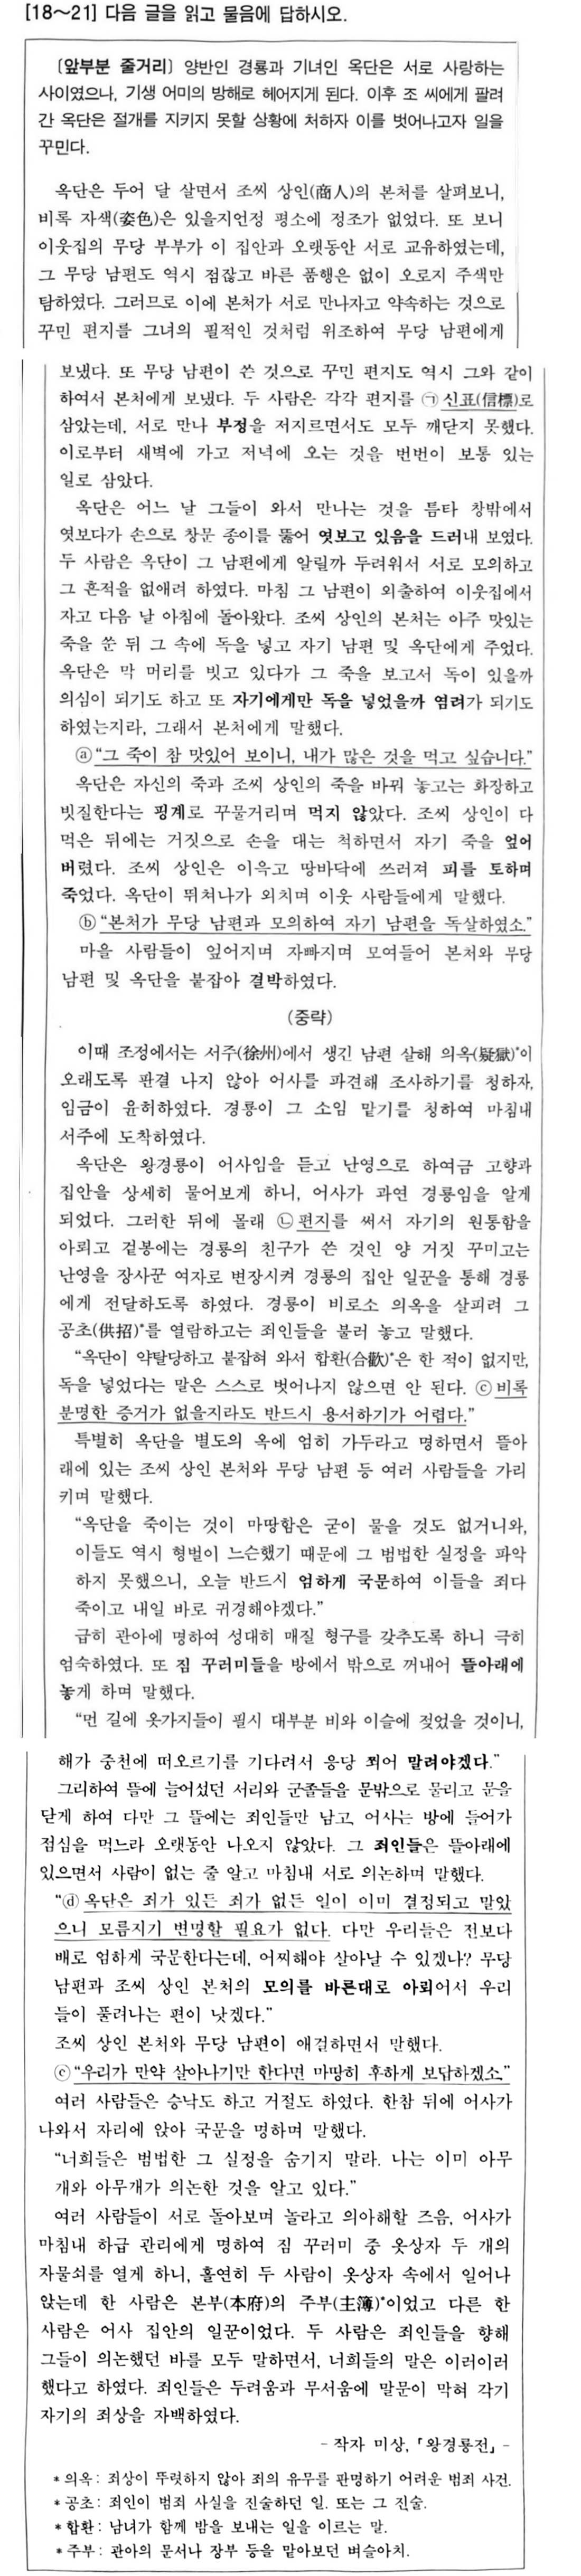 [18～21] 다음 글을 읽고 물음에 답하시오.
[앞부분 줄거리] 양반인 경룡과 기녀인 옥단은 서로 사랑하는
사이였으나, 기생 어미의 방해로 헤어지게 된다. 이후 조 씨에게 팔려
간 옥단은 절개를 지키지 못할 상황에 처하자 이를 벗어나고자 일을
꾸민다.
옥단은 두어 달 살면서 조씨 상인(商人)의 본처를 살펴보니,
비록 자색(姿色)은 있을지언정 평소에 정조가 없었다. 또 보니
이웃집의 무당 부부가 이 집안과 오랫동안 서로 교유하였는데,
그 무당 남편도 역시 점잖고 바른 품행은 없이 오로지 주색만
탐하였다. 그러므로 이에 본처가 서로 만나자고 약속하는 것으로
꾸민 편지를 그녀의 필적인 것처럼 위조하여 무당 남편에게
보냈다. 또 무당 남편이 쓴 것으로 꾸민 편지도 역시 그와 같이
하여서 본처에게 보냈다. 두 사람은 각각 편지를 ㉠신표(信標)로
삼았는데, 서로 만나 부정을 저지르면서도 모두 깨닫지 못했다.
이로부터 새벽에 가고 저녁에 오는 것을 번번이 보통 있는
일로 삼았다.
옥단은 어느 날 그들이 와서 만나는 것을 틈타 창밖에서
엿보다가 손으로 창문 종이를 뚫어 엿보고 있음을 드러내 보였다.
두 사람은 옥단이 그 남편에게 알릴까 두려워서 서로 모의하고
그 흔적을 없애려 하였다. 마침 그 남편이 외출하여 이웃집에서
자고 다음 날 아침에 돌아왔다. 조씨 상인의 본처는 아주 맛있는
죽을 쑨 뒤 그 속에 독을 넣고 자기 남편 및 옥단에게 주었다.
옥단은 막 머리를 빗고 있다가 그 죽을 보고서 독이 있을까
의심이 되기도 하고 또 자기에게만 독을 넣었을까 염려가 되기도
하였는지라, 그래서 본처에게 말했다.
ⓐ“그 죽이 참 맛있어 보이니, 내가 많은 것을 먹고 싶습니다.”
옥단은 자신의 죽과 조씨 상인의 죽을 바꿔 놓고는 화장하고
빗질한다는 핑계로 꾸물거리며 먹지 않았다. 조씨 상인이 다
먹은 뒤에는 거짓으로 손을 대는 척하면서 자기 죽을 엎어
버렸다. 조씨 상인은 이윽고 땅바닥에 쓰러져 피를 토하며
죽었다. 옥단이 뛰쳐나가 외치며 이웃 사람들에게 말했다.
ⓑ“본처가 무당 남편과 모의하여 자기 남편을 독살하였소.”
마을 사람들이 엎어지며 자빠지며 모여들어 본처와 무당
남편 및 옥단을 붙잡아 결박하였다.
(중략)
이때 조정에서는 서주(徐州)에서 생긴 남편 살해 의옥(疑獄)*이
오래도록 판결 나지 않아 어사를 파견해 조사하기를 청하자,
임금이 윤허하였다. 경룡이 그 소임 맡기를 청하여 마침내
서주에 도착하였다.
옥단은 왕경룡이 어사임을 듣고 난영으로 하여금 고향과
집안을 상세히 물어보게 하니, 어사가 과연 경룡임을 알게
되었다. 그러한 뒤에 몰래 ㉡편지를 써서 자기의 원통함을
아뢰고 겉봉에는 경룡의 친구가 쓴 것인 양 거짓 꾸미고는
난영을 장사꾼 여자로 변장시켜 경룡의 집안 일꾼을 통해 경룡
에게 전달하도록 하였다. 경룡이 비로소 의옥을 살피려 그
공초(供招)*를 열람하고는 죄인들을 불러 놓고 말했다.
“옥단이 약탈당하고 붙잡혀 와서 합환(合歡)*은 한 적이 없지만,
독을 넣었다는 말은 스스로 벗어나지 않으면 안 된다. ⓒ비록
분명한 증거가 없을지라도 반드시 용서하기가 어렵다.”
특별히 옥단을 별도의 옥에 엄히 가두라고 명하면서 뜰아
래에 있는 조씨 상인 본처와 무당 남편 등 여러 사람들을 가리
키며 말했다.
“옥단을 죽이는 것이 마땅함은 굳이 물을 것도 없거니와,
이들도 역시 형벌이 느슨했기 때문에 그 범법한 실정을 파악
하지 못했으니, 오늘 반드시 엄하게 국문하여 이들을 죄다
죽이고 내일 바로 귀경해야겠다.”
급히 관아에 명하여 성대히 매질 형구를 갖추도록 하니 극히
엄숙하였다. 또 짐 꾸러미들을 방에서 밖으로 꺼내어 뜰아래에
놓게 하며 말했다.
“먼 길에 옷가지들이 필시 대부분 비와 이슬에 젖었을 것이니,
해가 중천에 떠오르기를 기다려서 응당 쬐어 말려야겠다.”
그리하여 뜰에 늘어섰던 서리와 군졸들을 문밖으로 물리고 문을
닫게 하여 다만 그 뜰에는 죄인들만 남고, 어사는 방에 들어가
점심을 먹느라 오랫동안 나오지 않았다. 그 죄인들은 뜰아래에
있으면서 사람이 없는 줄 알고 마침내 서로 의논하며 말했다.
“ⓓ옥단은 죄가 있든 죄가 없든 일이 이미 결정되고 말았
으니 모름지기 변명할 필요가 없다. 다만 우리들은 전보다
배로 엄하게 국문한다는데, 어찌해야 살아날 수 있겠나? 무당
남편과 조씨 상인 본처의 모의를 바른대로 아뢰어서 우리
들이 풀려나는 편이 낫겠다.”
조씨 상인 본처와 무당 남편이 애걸하면서 말했다.
ⓔ“우리가 만약 살아나기만 한다면 마땅히 후하게 보답하겠소.”
여러 사람들은 승낙도 하고 거절도 하였다. 한참 뒤에 어사가
나와서 자리에 앉아 국문을 명하며 말했다.
“너희들은 범법한 그 실정을 숨기지 말라. 나는 이미 아무
개와 아무개가 의논한 것을 알고 있다.”
여러 사람들이 서로 돌아보며 놀라고 의아해할 즈음, 어사가
마침내 하급 관리에게 명하여 짐 꾸러미 중 옷상자 두 개의
자물쇠를 열게 하니, 홀연히 두 사람이 옷상자 속에서 일어나
앉는데 한 사람은 본부(本府)의 주부(主簿)*이었고 다른 한
사람은 어사 집안의 일꾼이었다. 두 사람은 죄인들을 향해
그들이 의논했던 바를 모두 말하면서, 너희들의 말은 이러이러
했다고 하였다. 죄인들은 두려움과 무서움에 말문이 막혀 각기
자기의 죄상을 자백하였다.
- 작자 미상, 「왕경룡전」 -
* 의옥: 죄상이 뚜렷하지 않아 죄의 유무를 판명하기 어려운 범죄 사건.
* 공초: 죄인이 범죄 사실을 진술하던 일. 또는 그 진술.
* 합환: 남녀가 함께 밤을 보내는 일을 이르는 말.
* 주부: 관아의 문서나 장부 등을 맡아보던 벼슬아치.